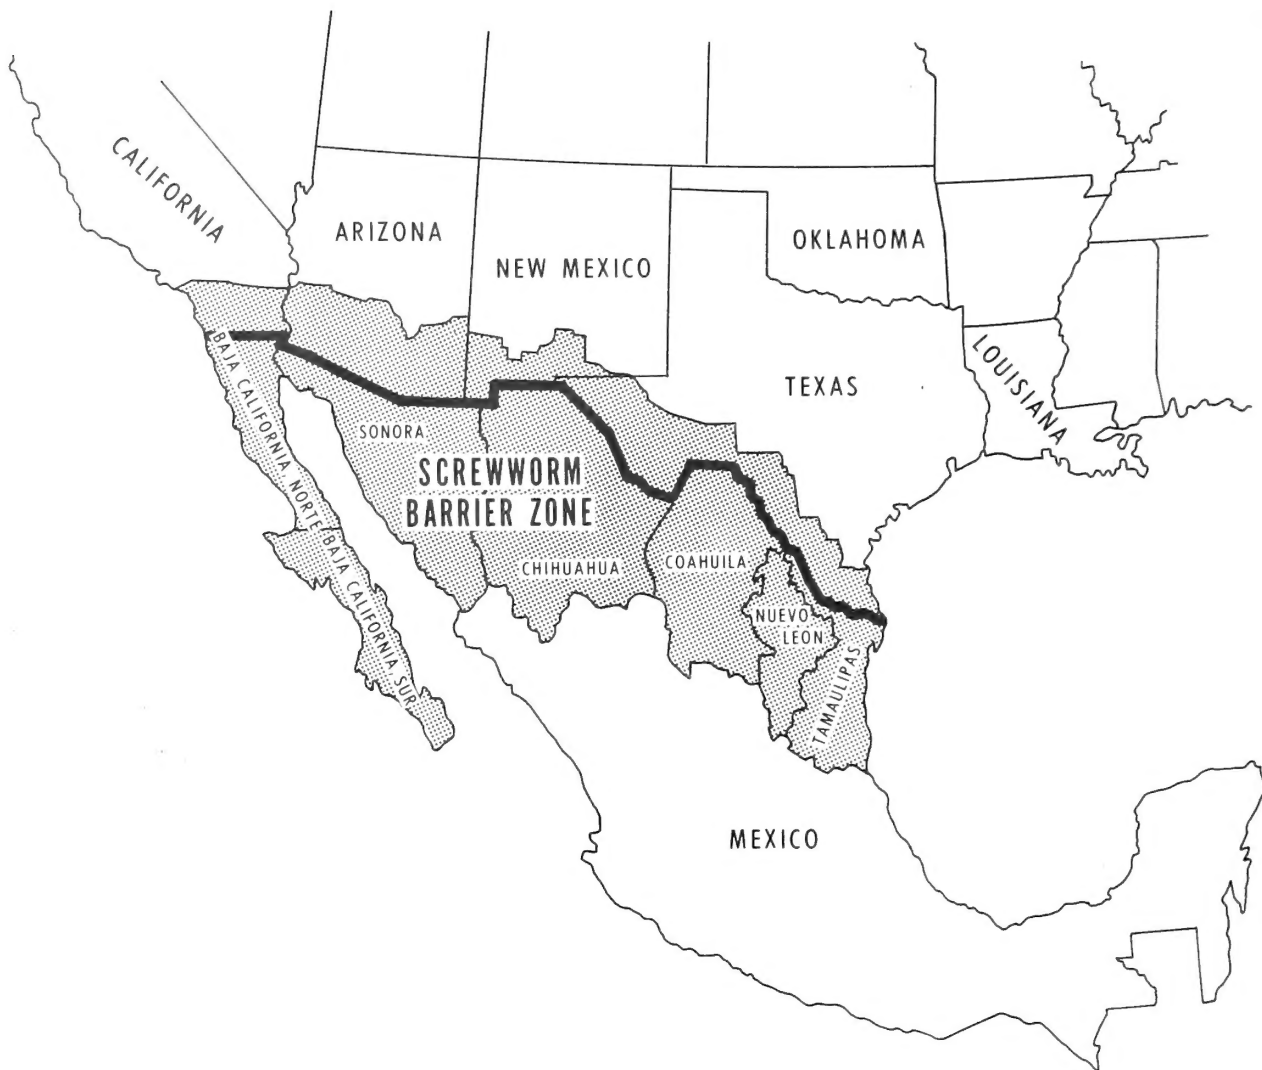 CALIFORNIA
ARIZONA
NEW MEXICO
OKLAHOMA
TEXAS
LOUISIANA
BAJA CALIFORNIA NORTE
SONORA
SCREWWORM
BARRIER ZONE
CHIHUAHUA
COAHUILA
NUEVO
LEON
BAJA CALIFORNIA SUR
TAMAULIPAS
MEXICO